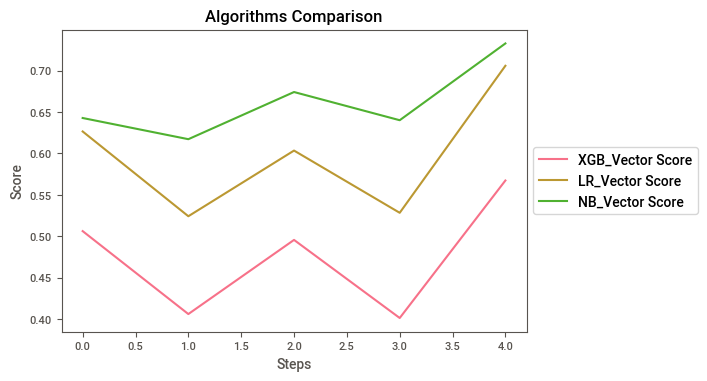 Algorithms Comparison
Score
0.70
0.65
0.60
0.55
0.50
0.45
0.40
0.0 0.5 1.0 1.5 2.0 2.5 3.0 3.5 4.0
Steps
XGB_Vector Score
LR_Vector Score
NB_Vector Score